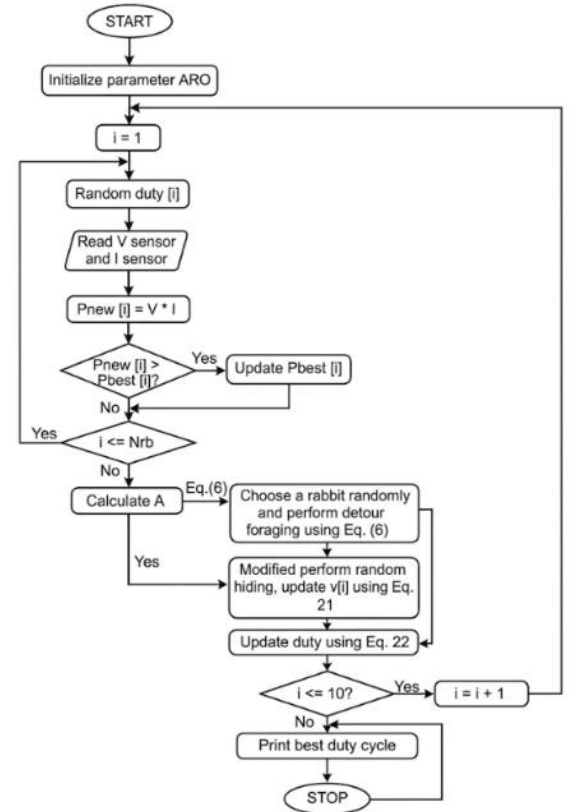 START
Initialize parameter ARO
i = 1
Random duty [i]
Read V sensor
and I sensor
Pnew [i] = V * I
Pnew [i] >
Pbest [i]?
Yes
Update Pbest [i]
No
Yes
i <= Nrb
No
Calculate A
Eq.(6)
Choose a rabbit randomly
and perform detour
foraging using Eq. (6)
Yes
Modified perform random
hiding, update v[i] using Eq.
21
Update duty using Eq. 22
i <= 10?
Yes
i = i + 1
No
Print best duty cycle
STOP